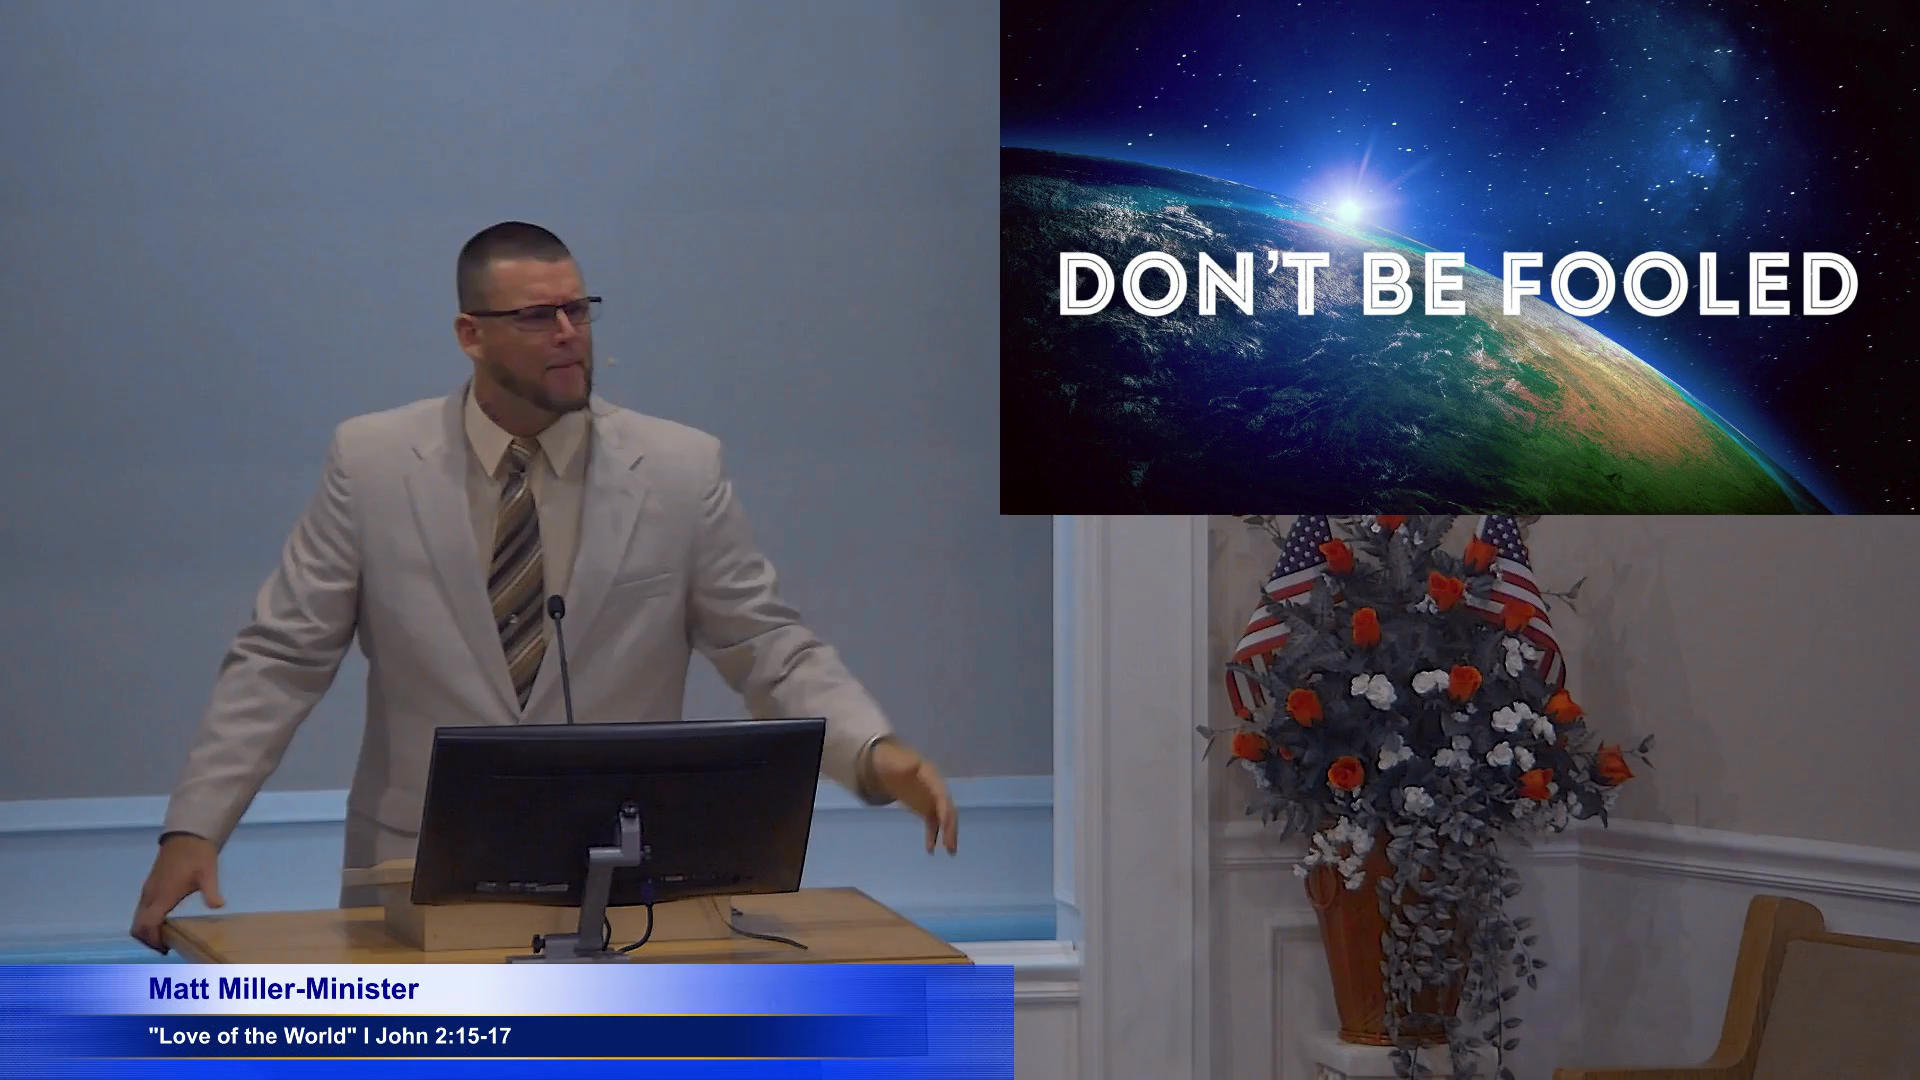 DON'T BE FOOLED
Matt Miller-Minister
"Love of the World" I John 2:15-17